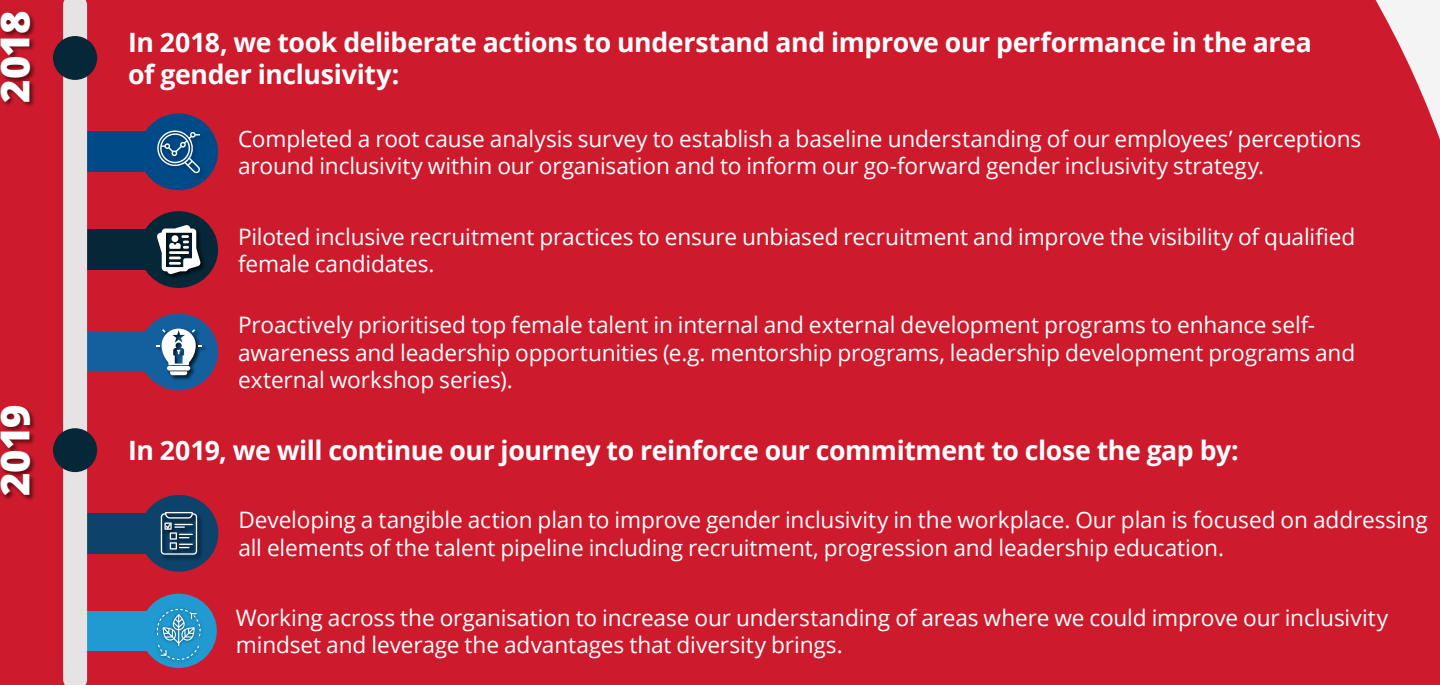 2018
In 2018, we took deliberate actions to understand and improve our performance in the area
of gender inclusivity:
Completed a root cause analysis survey to establish a baseline understanding of our employees’ perceptions
around inclusivity within our organisation and to inform our go-forward gender inclusivity strategy.
Piloted inclusive recruitment practices to ensure unbiased recruitment and improve the visibility of qualified
female candidates.
Proactively prioritised top female talent in internal and external development programs to enhance self-
awareness and leadership opportunities (e.g. mentorship programs, leadership development programs and
external workshop series).
2019
In 2019, we will continue our journey to reinforce our commitment to close the gap by:
Developing a tangible action plan to improve gender inclusivity in the workplace. Our plan is focused on addressing
all elements of the talent pipeline including recruitment, progression and leadership education.
Working across the organisation to increase our understanding of areas where we could improve our inclusivity
mindset and leverage the advantages that diversity brings.